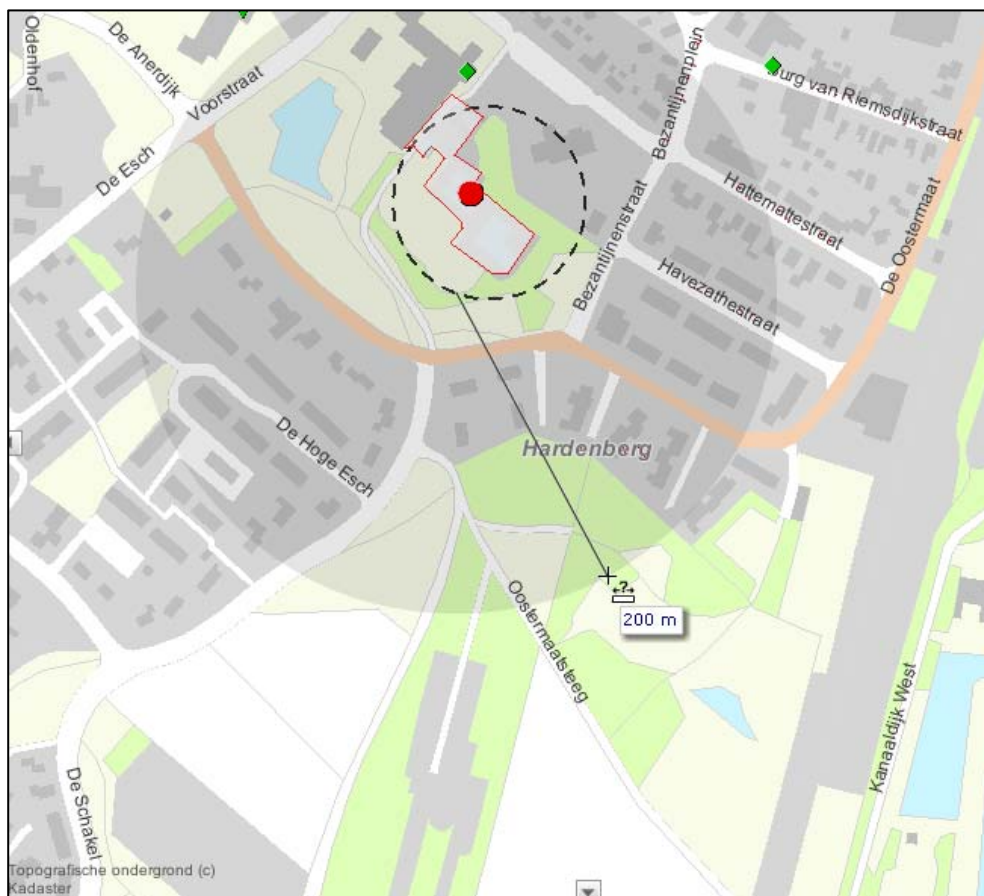 Oldenhof
De Anerdijk
Voorstraat
De Esch
Bezantijnenplein
burg van Riemsdijkstraat
Hattemattestraat
De Oostermaat
Bezantijnenstraat
Havezathestraat
De Hoge Esch
Hardenberg
?
200 m
Oostermaatsteeg
Kanaaldijk West
De Schakel
Topografische ondergrond (c)
Kadaster